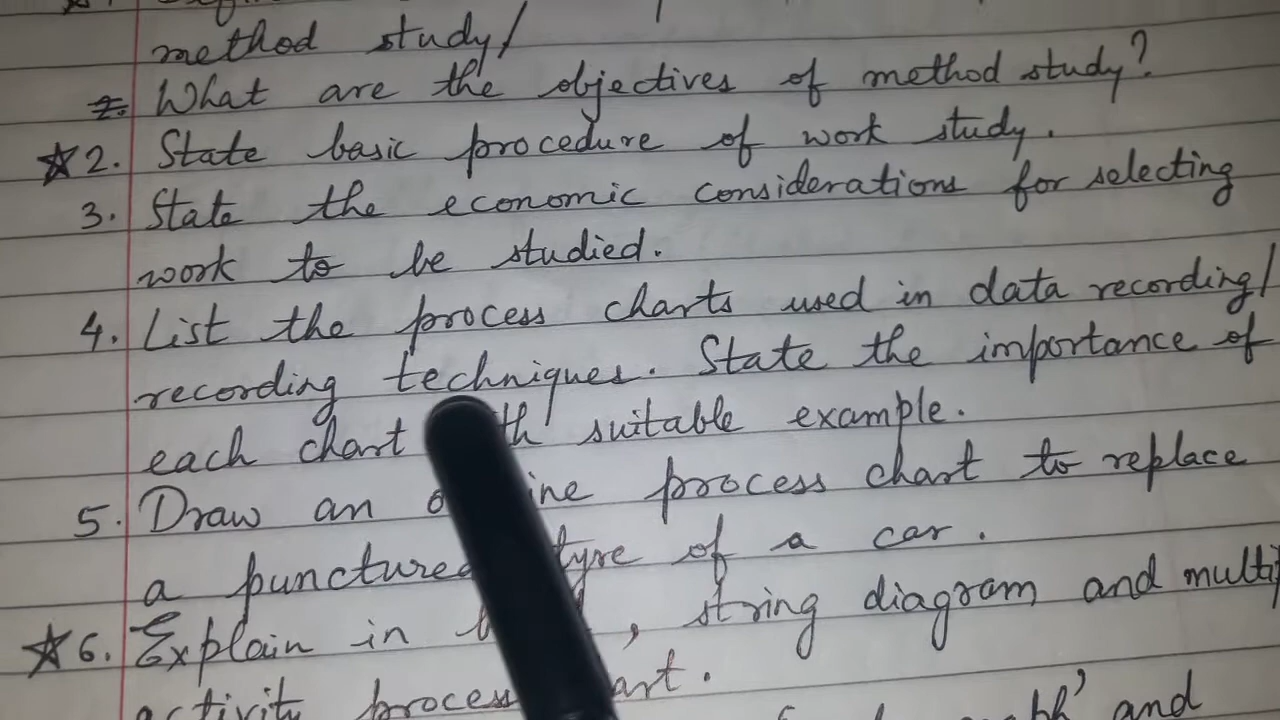 method study/
What are the objectives of method study?
☆2. State basic procedure of work study.
3. State the economic considerations for selecting
work to be studied.
4. List the process charts used in data recording/
recording techniques. State the importance of
each chart suitable example.
5. Draw an process chart to replace
a punctured tyre of a car.
☆6. Explain in , string diagram and multi
activity process .
and